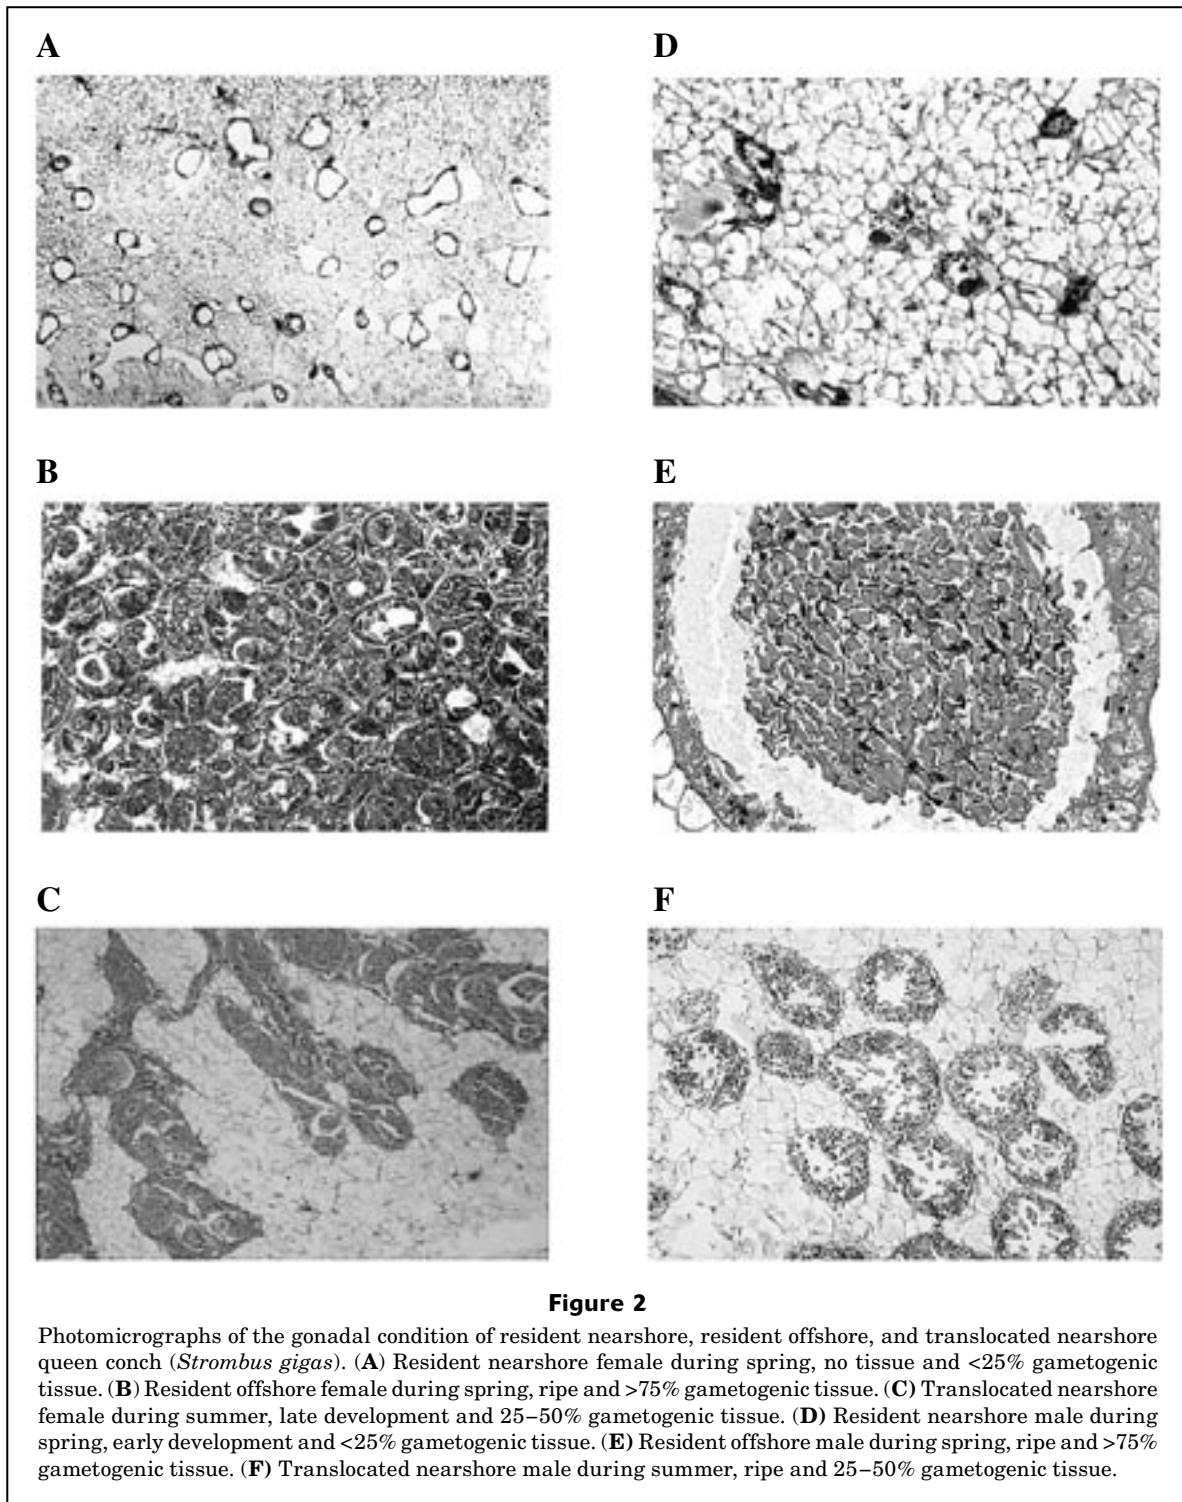 A
D
B
E
C
F
Figure 2
Photomicrographs of the gonadal condition of resident nearshore, resident offshore, and translocated nearshore
queen conch (Strombus gigas). (A) Resident nearshore female during spring, no tissue and <25% gametogenic
tissue. (B) Resident offshore female during spring, ripe and >75% gametogenic tissue. (C) Translocated nearshore
female during summer, late development and 25–50% gametogenic tissue. (D) Resident nearshore male during
spring, early development and <25% gametogenic tissue. (E) Resident offshore male during spring, ripe and >75%
gametogenic tissue. (F) Translocated nearshore male during summer, ripe and 25–50% gametogenic tissue.